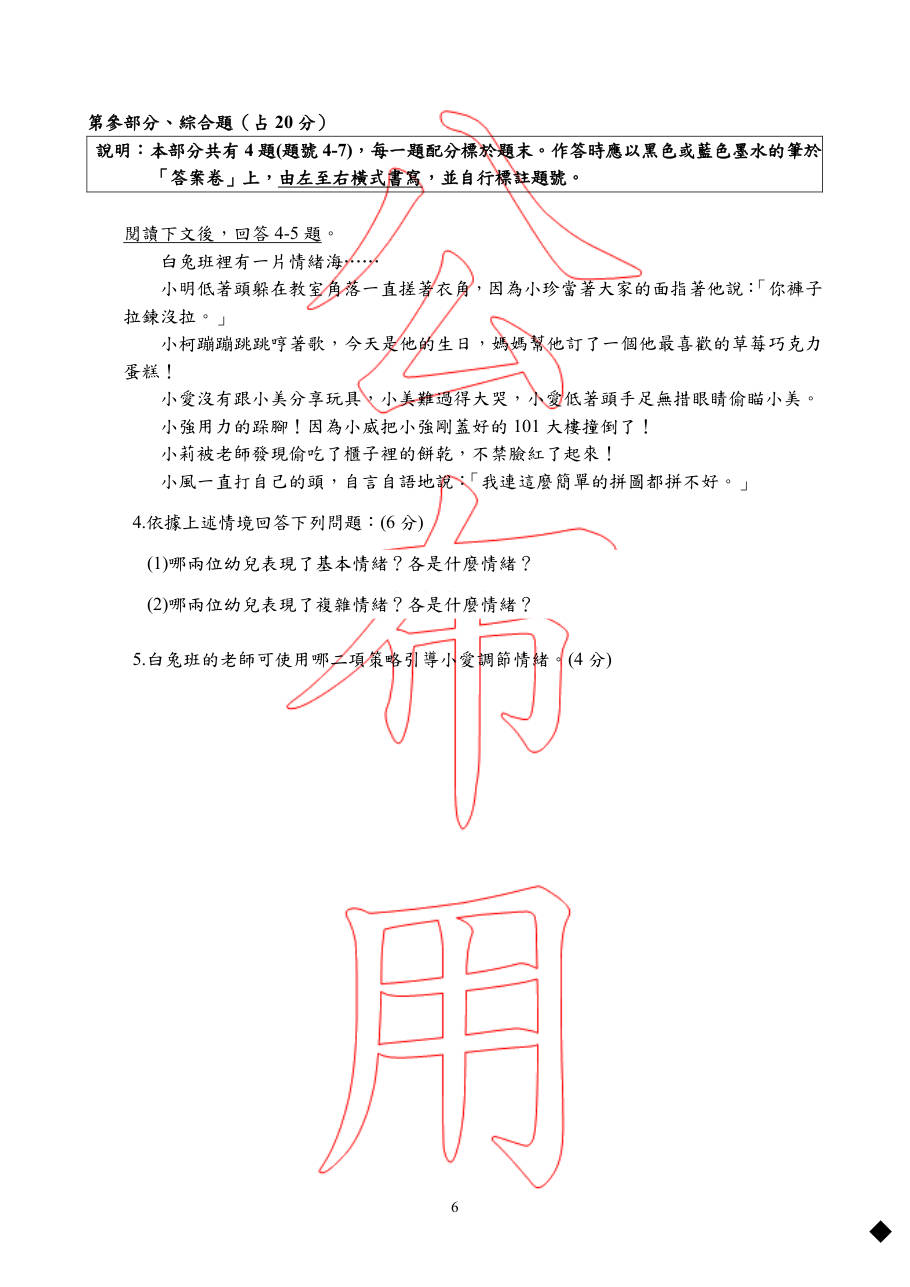 第參部分、綜合題（占 20 分）
說明：本部分共有 4 題(題號 4-7)，每一題配分標於題末。作答時應以黑色或藍色墨水的筆於
「答案卷」上，由左至右橫式書寫，並自行標註題號。
閱讀下文後，回答 4-5 題。
白兔班裡有一片情緒海⋯⋯
小明低著頭躲在教室角落一直搓著衣角，因為小珍當著大家的面指著他說：「你褲子
拉鍊沒拉。」
小柯蹦蹦跳跳哼著歌，今天是他的生日，媽媽幫他訂了一個他最喜歡的草莓巧克力
蛋糕！
小愛沒有跟小美分享玩具，小美難過得大哭，小愛低著頭手足無措眼睛偷瞄小美。
小強用力的跺腳！因為小威把小強剛蓋好的 101 大樓撞倒了！
小莉被老師發現偷吃了櫃子裡的餅乾，不禁臉紅了起來！
小風一直打自己的頭，自言自語地說：「我連這麼簡單的拼圖都拼不好。」
4.依據上述情境回答下列問題：(6 分)
(1)哪兩位幼兒表現了基本情緒？各是什麼情緒？
(2)哪兩位幼兒表現了複雜情緒？各是什麼情緒？
5.白兔班的老師可使用哪二項策略引導小愛調節情緒。(4 分)
公布用
6